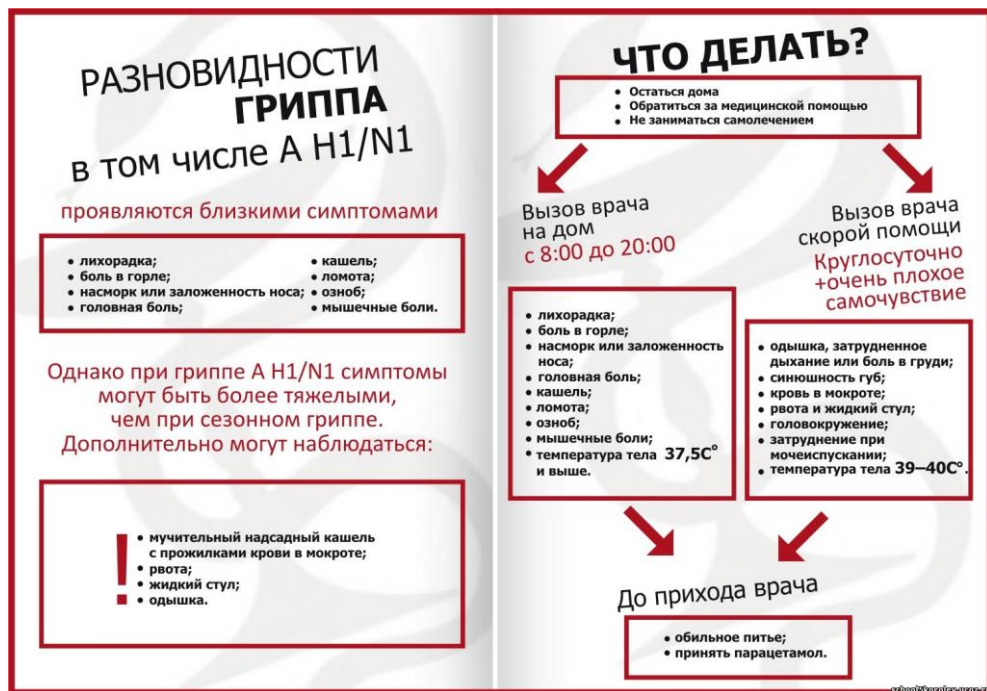 РАЗНОВИДНОСТИ
ГРИППА
в том числе А H1/N1
проявляются близкими симптомами
• лихорадка;
• боль в горле;
• насморк или заложенность носа;
• головная боль;
• кашель;
• ломота;
• озноб;
• мышечные боли.
Однако при гриппе А H1/N1 симптомы
могут быть более тяжелыми,
чем при сезонном гриппе.
Дополнительно могут наблюдаться:
!
• мучительный надсадный кашель
с прожилками крови в мокроте;
• рвота;
• жидкий стул;
• одышка.
ЧТО ДЕЛАТЬ?
• Остаться дома
• Обратиться за медицинской помощью
• Не заниматься самолечением
Вызов врача
на дом
с 8:00 до 20:00
• лихорадка;
• боль в горле;
• насморк или заложенность
носа;
• головная боль;
• кашель;
• ломота;
• озноб;
• мышечные боли;
• температура тела 37,5С°
и выше.
Вызов врача
скорой помощи
Круглосуточно
+очень плохое
самочувствие
• одышка, затрудненное
дыхание или боль в груди;
• синюшность губ;
• кровь в мокроте;
• рвота и жидкий стул;
• головокружение;
• затруднение при
мочеиспускании;
• температура тела 39–40С°.
До прихода врача
• обильное питье;
• принять парацетамол.